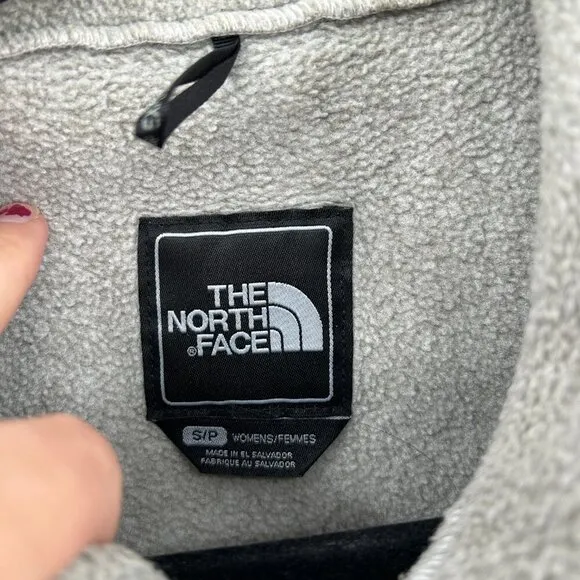 THE
NORTH
®FACE
S/P WOMENS/FEMMES
MADE IN EL SALVADOR
FABRIQUE AU SALVADOR